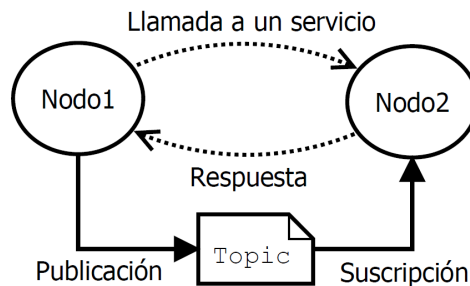 Llamada a un servicio
Nodo1
Nodo2
Respuesta
Topic
Publicación
Suscripción